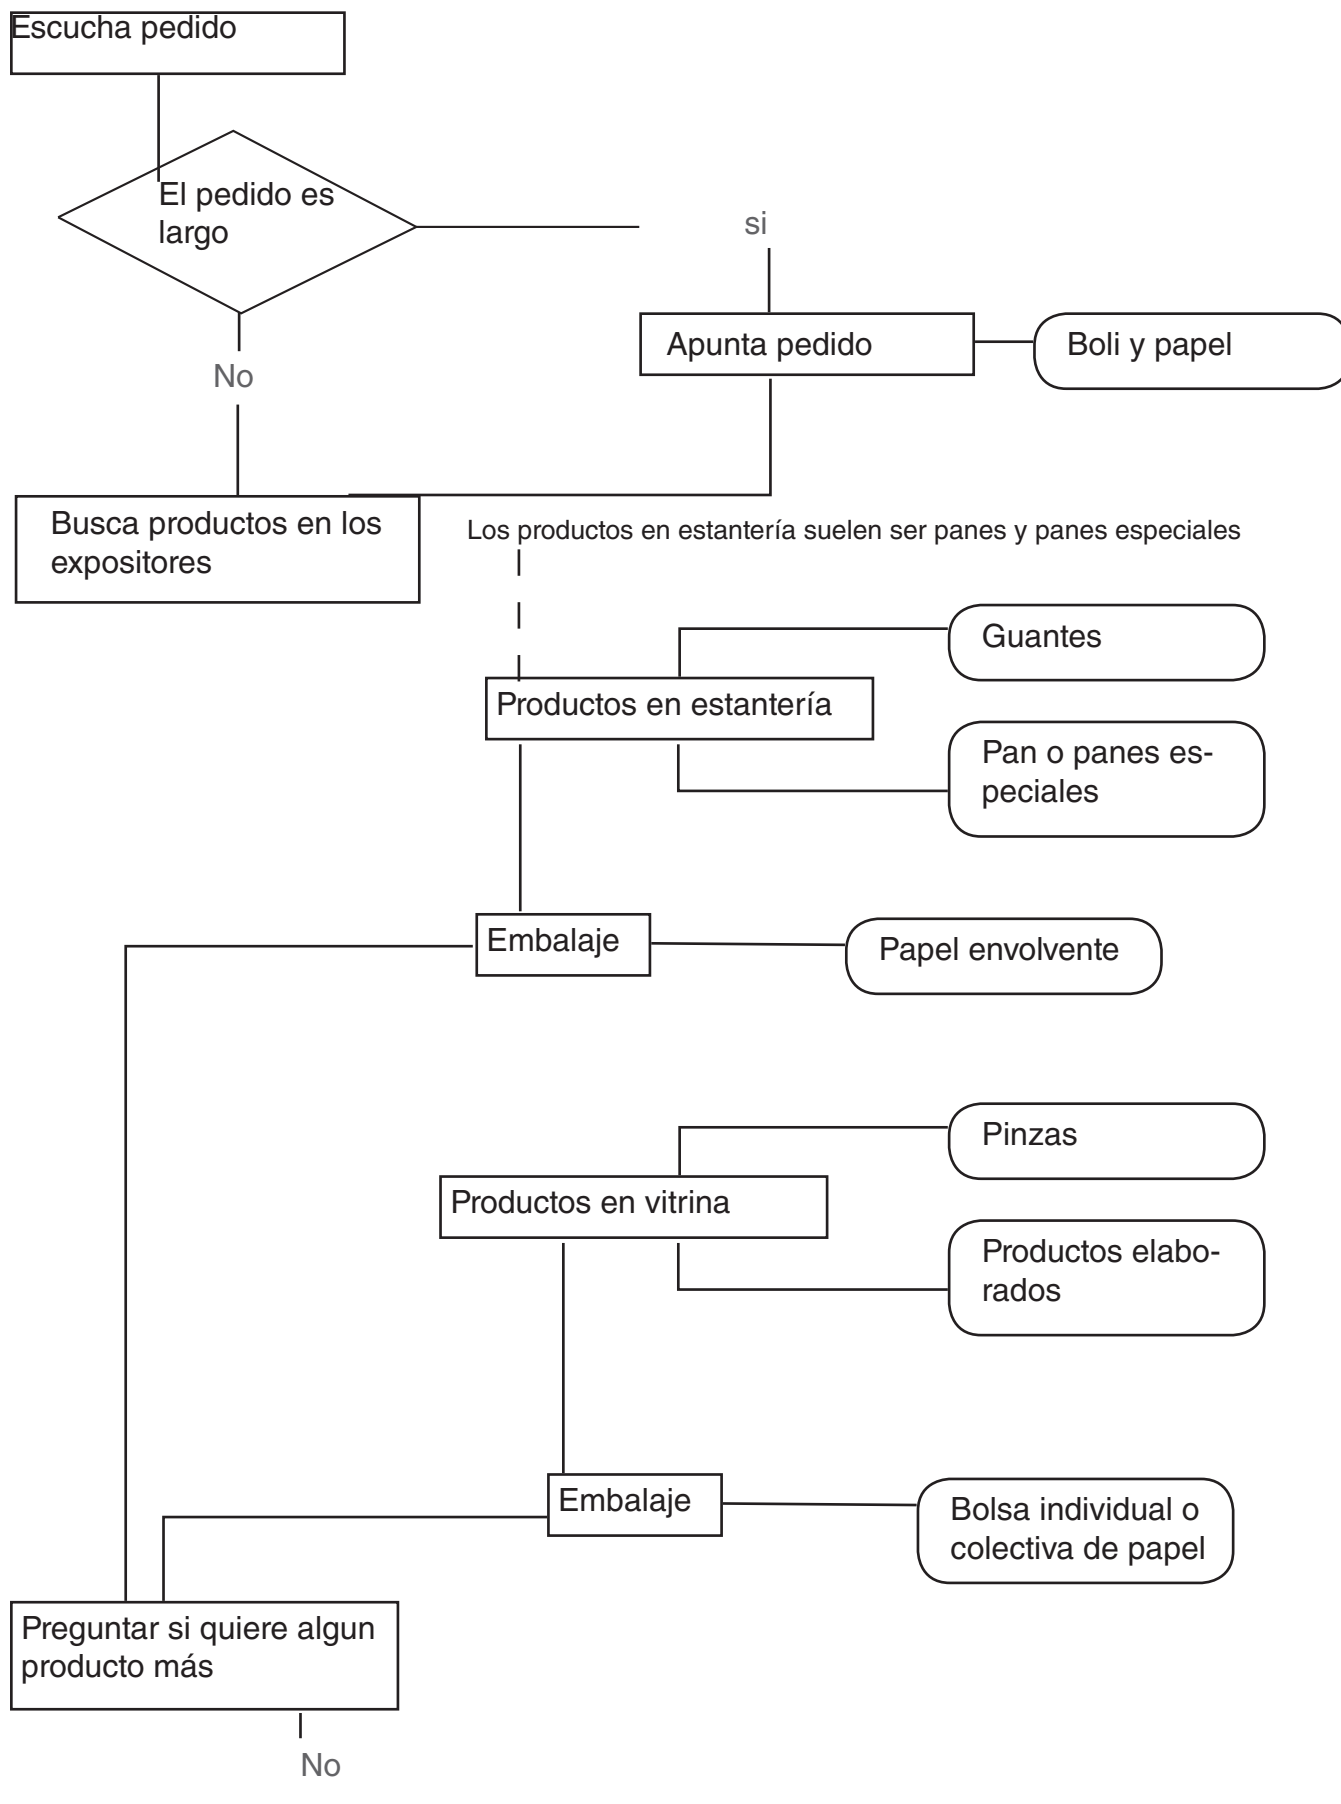 Escucha pedido
El pedido es
largo
si
Apunta pedido
Boli y papel
No
Busca productos en los
expositores
Los productos en estantería suelen ser panes y panes especiales
Guantes
Productos en estantería
Pan o panes es-
peciales
Embalaje
Papel envolvente
Pinzas
Productos en vitrina
Productos elabo-
rados
Embalaje
Bolsa individual o
colectiva de papel
Preguntar si quiere algun
producto más
No